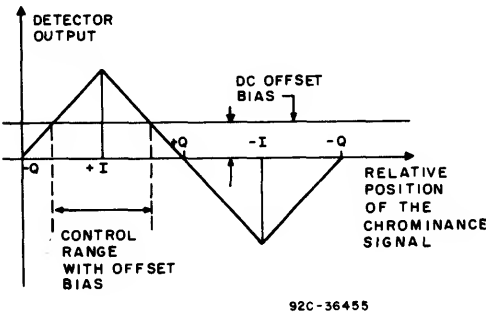 DETECTOR
OUTPUT
DC OFFSET
BIAS
-Q
+I
+Q
-I
-Q
RELATIVE
POSITION
OF THE
CHROMINANCE
SIGNAL
CONTROL
RANGE
WITH OFFSET
BIAS
92C-36455